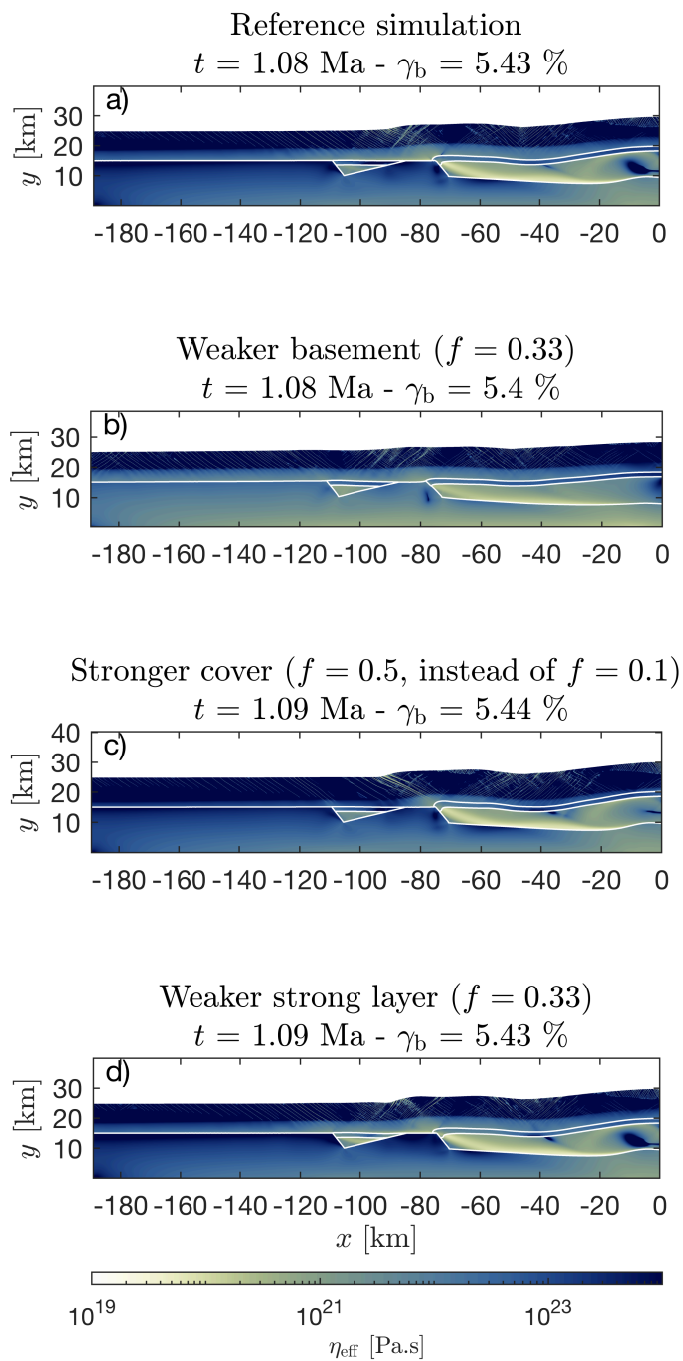 Reference simulation
t = 1.08 Ma - γb = 5.43 %
a)
30
20
10
y [km]
-180 -160 -140 -120 -100 -80 -60 -40 -20 0
Weaker basement (f = 0.33)
t = 1.08 Ma - γb = 5.4 %
b)
30
20
10
y [km]
-180 -160 -140 -120 -100 -80 -60 -40 -20 0
Stronger cover (f = 0.5, instead of f = 0.1)
t = 1.09 Ma - γb = 5.44 %
40
c)
30
20
10
y [km]
-180 -160 -140 -120 -100 -80 -60 -40 -20 0
Weaker strong layer (f = 0.33)
t = 1.09 Ma - γb = 5.43 %
d)
30
20
10
y [km]
-180 -160 -140 -120 -100 -80 -60 -40 -20 0
x [km]
10^19 10^21 10^23
ηeff [Pa.s]